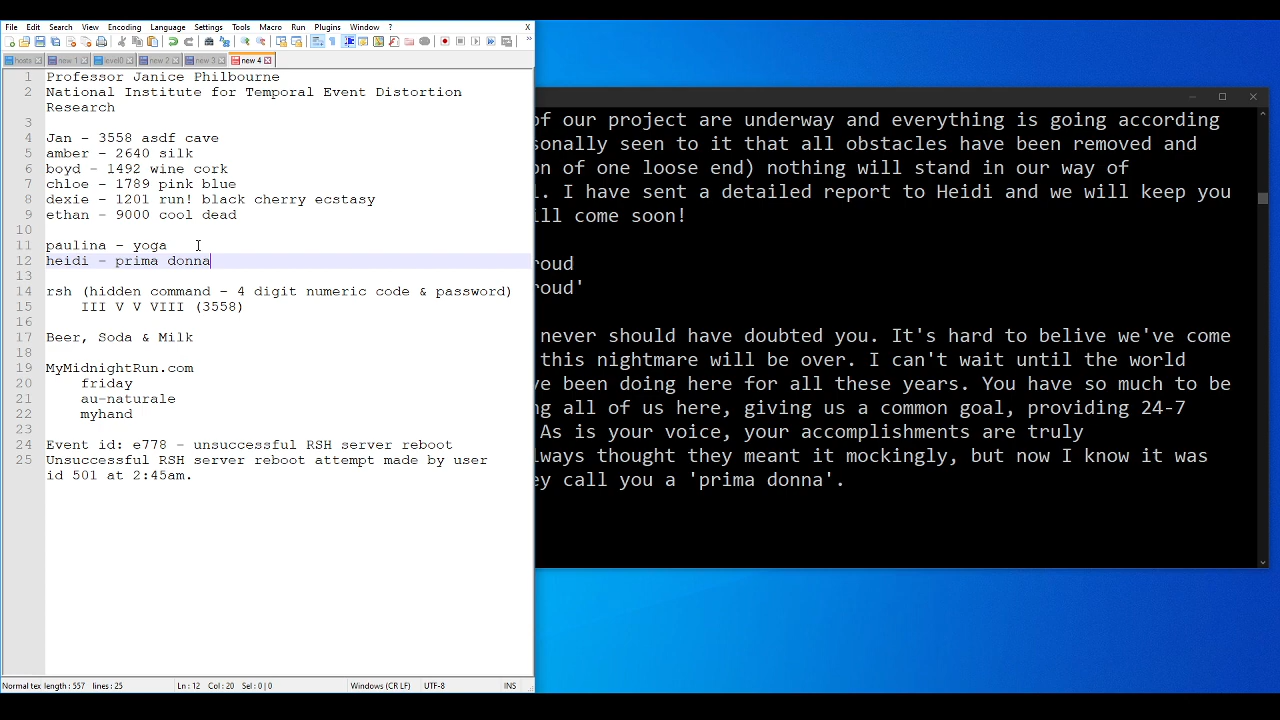 File Edit Search View Encoding Language Settings Tools Macro Run Plugins Window ? X
hosts new 1 level0 new 2 new 3 new 4
1 Professor Janice Philbourne
2 National Institute for Temporal Event Distortion
Research
3
4 Jan - 3558 asdf cave
5 amber - 2640 silk
6 boyd - 1492 wine cork
7 chloe - 1789 pink blue
8 dexie - 1201 run! black cherry ecstasy
9 ethan - 9000 cool dead
10
11 paulina - yoga
12 heidi - prima donna
13
14 rsh (hidden command - 4 digit numeric code & password)
15 III V V VIII (3558)
16
17 Beer, Soda & Milk
18
19 MyMidnightRun.com
20 friday
21 au-naturale
22 myhand
23
24 Event id: e778 - unsuccessful RSH server reboot
25 Unsuccessful RSH server reboot attempt made by user
id 501 at 2:45am.
Normal tex length: 557 lines: 25 Ln: 12 Col: 20 Sel: 0 | 0 Windows (CR LF) UTF-8 INS
of our project are underway and everything is going according
sonally seen to it that all obstacles have been removed and
on of one loose end) nothing will stand in our way of
l. I have sent a detailed report to Heidi and we will keep you
ill come soon!
roud
roud'
never should have doubted you. It's hard to belive we've come
this nightmare will be over. I can't wait until the world
ve been doing here for all these years. You have so much to be
ng all of us here, giving us a common goal, providing 24-7
As is your voice, your accomplishments are truly
lways thought they meant it mockingly, but now I know it was
ey call you a 'prima donna'.